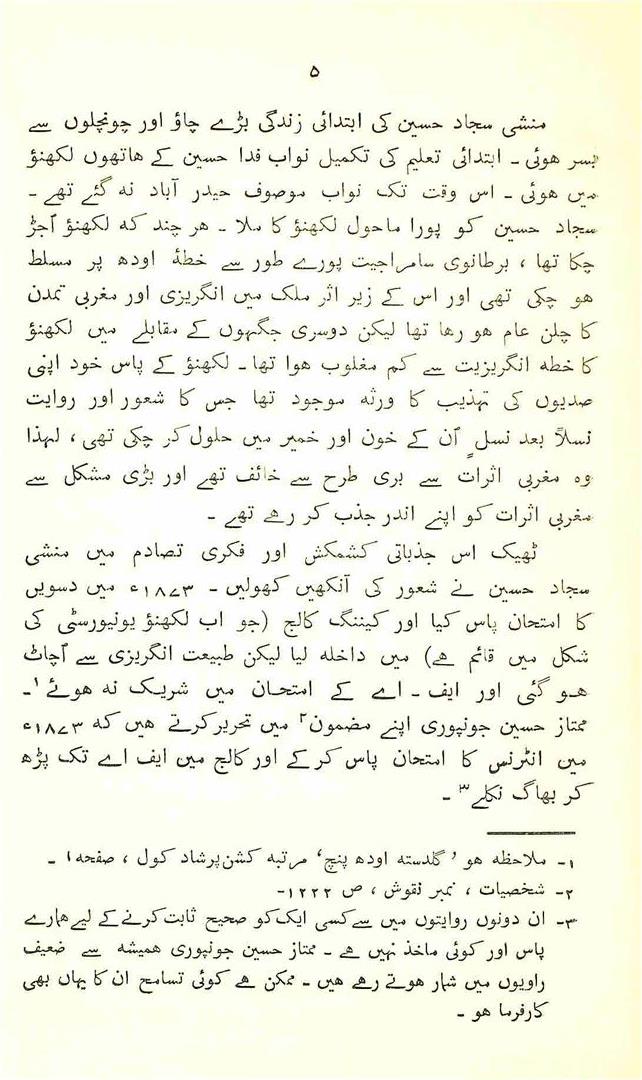 ۵
منشی سجاد حسین کی ابتدائی زندگی بڑے چاؤ اور چونچلوں سے
بسر ہوئی ۔ ابتدائی تعلیم کی تکمیل نواب فدا حسین کے ہاتھوں لکھنؤ
میں ہوئی ۔ اس وقت تک نواب موصوف حیدر آباد نہ گئے تھے ۔
سجاد حسین کو پورا ماحول لکھنؤ کا ملا ۔ ہر چند کہ لکھنؤ اُجڑ
چکا تھا ، برطانوی سامراجیت پورے طور سے خطۂ اودھ پر مسلط
ہو چکی تھی اور اس کے زیر اثر ملک میں انگریزی اور مغربی تمدن
کا چلن عام ہو رہا تھا لیکن دوسری جگہوں کے مقابلے میں لکھنؤ
کا خطہ انگریزیت سے کم مغلوب ہوا تھا ۔ لکھنؤ کے پاس خود اپنی
صدیوں کی تہذیب کا ورثہ موجود تھا جس کا شعور اور روایت
نسلاً بعد نسلٍ اُن کے خون اور خمیر میں حلول کر چکی تھی ، لہذا
وہ مغربی اثرات سے بری طرح سے خائف تھے اور بڑی مشکل سے
مغربی اثرات کو اپنے اندر جذب کر رہے تھے ۔
ٹھیک اس جذباتی کشمکش اور فکری تصادم میں منشی
سجاد حسین نے شعور کی آنکھیں کھولیں ۔ ۱۸۷۳ء میں دسویں
کا امتحان پاس کیا اور کیننگ کالج (جو اب لکھنؤ یونیورسٹی کی
شکل میں قائم ہے) میں داخلہ لیا لیکن طبیعت انگریزی سے اُچاٹ
ہو گئی اور ایف ۔ اے کے امتحان میں شریک نہ ہوئے۱۔
ممتاز حسین جونپوری اپنے مضمون۲ میں تحریر کرتے ہیں کہ ۱۸۷۳ء
میں انٹرنس کا امتحان پاس کر کے اور کالج میں ایف اے تک پڑھ
کر بھاگ نکلے۳ ۔
۱۔ ملاحظہ ہو 'گلدستہ اودھ پنچ' مرتبہ کشن پرشاد کول ، صفحہ ۱ ۔
۲۔ شخصیات ، نمبر نقوش ، ص ۱۲۲۲۔
۳۔ ان دونوں روایتوں میں سے کسی ایک کو صحیح ثابت کرنے کے لیے ہمارے
پاس اور کوئی ماخذ نہیں ہے ۔ ممتاز حسین جونپوری ہمیشہ سے ضعیف
راویوں میں شمار ہوتے رہے ہیں ۔ ممکن ہے کوئی تسامح ان کا یہاں بھی
کارفرما ہو ۔